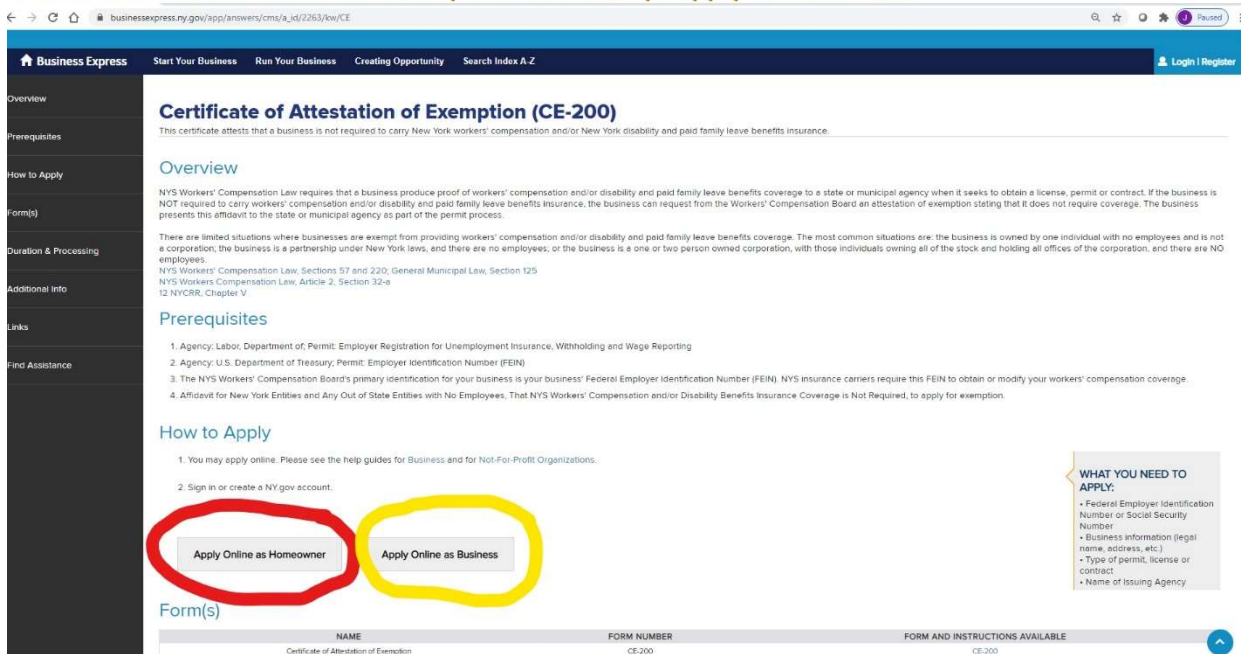 businessexpress.ny.gov/app/answers/cms/a_id/2263/kw/CE
Paused
Business Express Start Your Business Run Your Business Creating Opportunity Search Index A-Z Login | Register
Overview
Prerequisites
How to Apply
Form(s)
Duration & Processing
Additional Info
Links
Find Assistance
Certificate of Attestation of Exemption (CE-200)
This certificate attests that a business is not required to carry New York workers' compensation and/or New York disability and paid family leave benefits insurance.
Overview
NYS Workers' Compensation Law requires that a business produce proof of workers' compensation and/or disability and paid family leave benefits coverage to a state or municipal agency when it seeks to obtain a license, permit or contract. If the business is
NOT required to carry workers' compensation and/or disability and paid family leave benefits insurance, the business can request from the Workers' Compensation Board an attestation of exemption stating that it does not require coverage. The business
presents this affidavit to the state or municipal agency as part of the permit process.
There are limited situations where businesses are exempt from providing workers' compensation and/or disability and paid family leave benefits coverage. The most common situations are: the business is owned by one individual with no employees and is not
a corporation; the business is a partnership under New York laws, and there are no employees; or the business is a one or two person owned corporation, with those individuals owning all of the stock and holding all offices of the corporation, and there are NO
employees.
NYS Workers' Compensation Law, Sections 57 and 220; General Municipal Law, Section 125
NYS Workers Compensation Law, Article 2, Section 32-a
12 NYCRR, Chapter V
Prerequisites
1. Agency: Labor, Department of; Permit: Employer Registration for Unemployment Insurance, Withholding and Wage Reporting
2. Agency: U.S. Department of Treasury; Permit: Employer Identification Number (FEIN)
3. The NYS Workers' Compensation Board's primary identification for your business is your business' Federal Employer Identification Number (FEIN). NYS insurance carriers require this FEIN to obtain or modify your workers' compensation coverage.
4. Affidavit for New York Entities and Any Out of State Entities with No Employees, That NYS Workers' Compensation and/or Disability Benefits Insurance Coverage is Not Required, to apply for exemption.
How to Apply
1. You may apply online. Please see the help guides for Business and for Not-For-Profit Organizations.
2. Sign in or create a NY.gov account.
Apply Online as Homeowner Apply Online as Business
WHAT YOU NEED TO
APPLY:
• Federal Employer Identification
Number or Social Security
Number
• Business information (legal
name, address, etc.)
• Type of permit, license or
contract
• Name of Issuing Agency
Form(s)
NAME FORM NUMBER FORM AND INSTRUCTIONS AVAILABLE
Certificate of Attestation of Exemption CE-200 CE-200